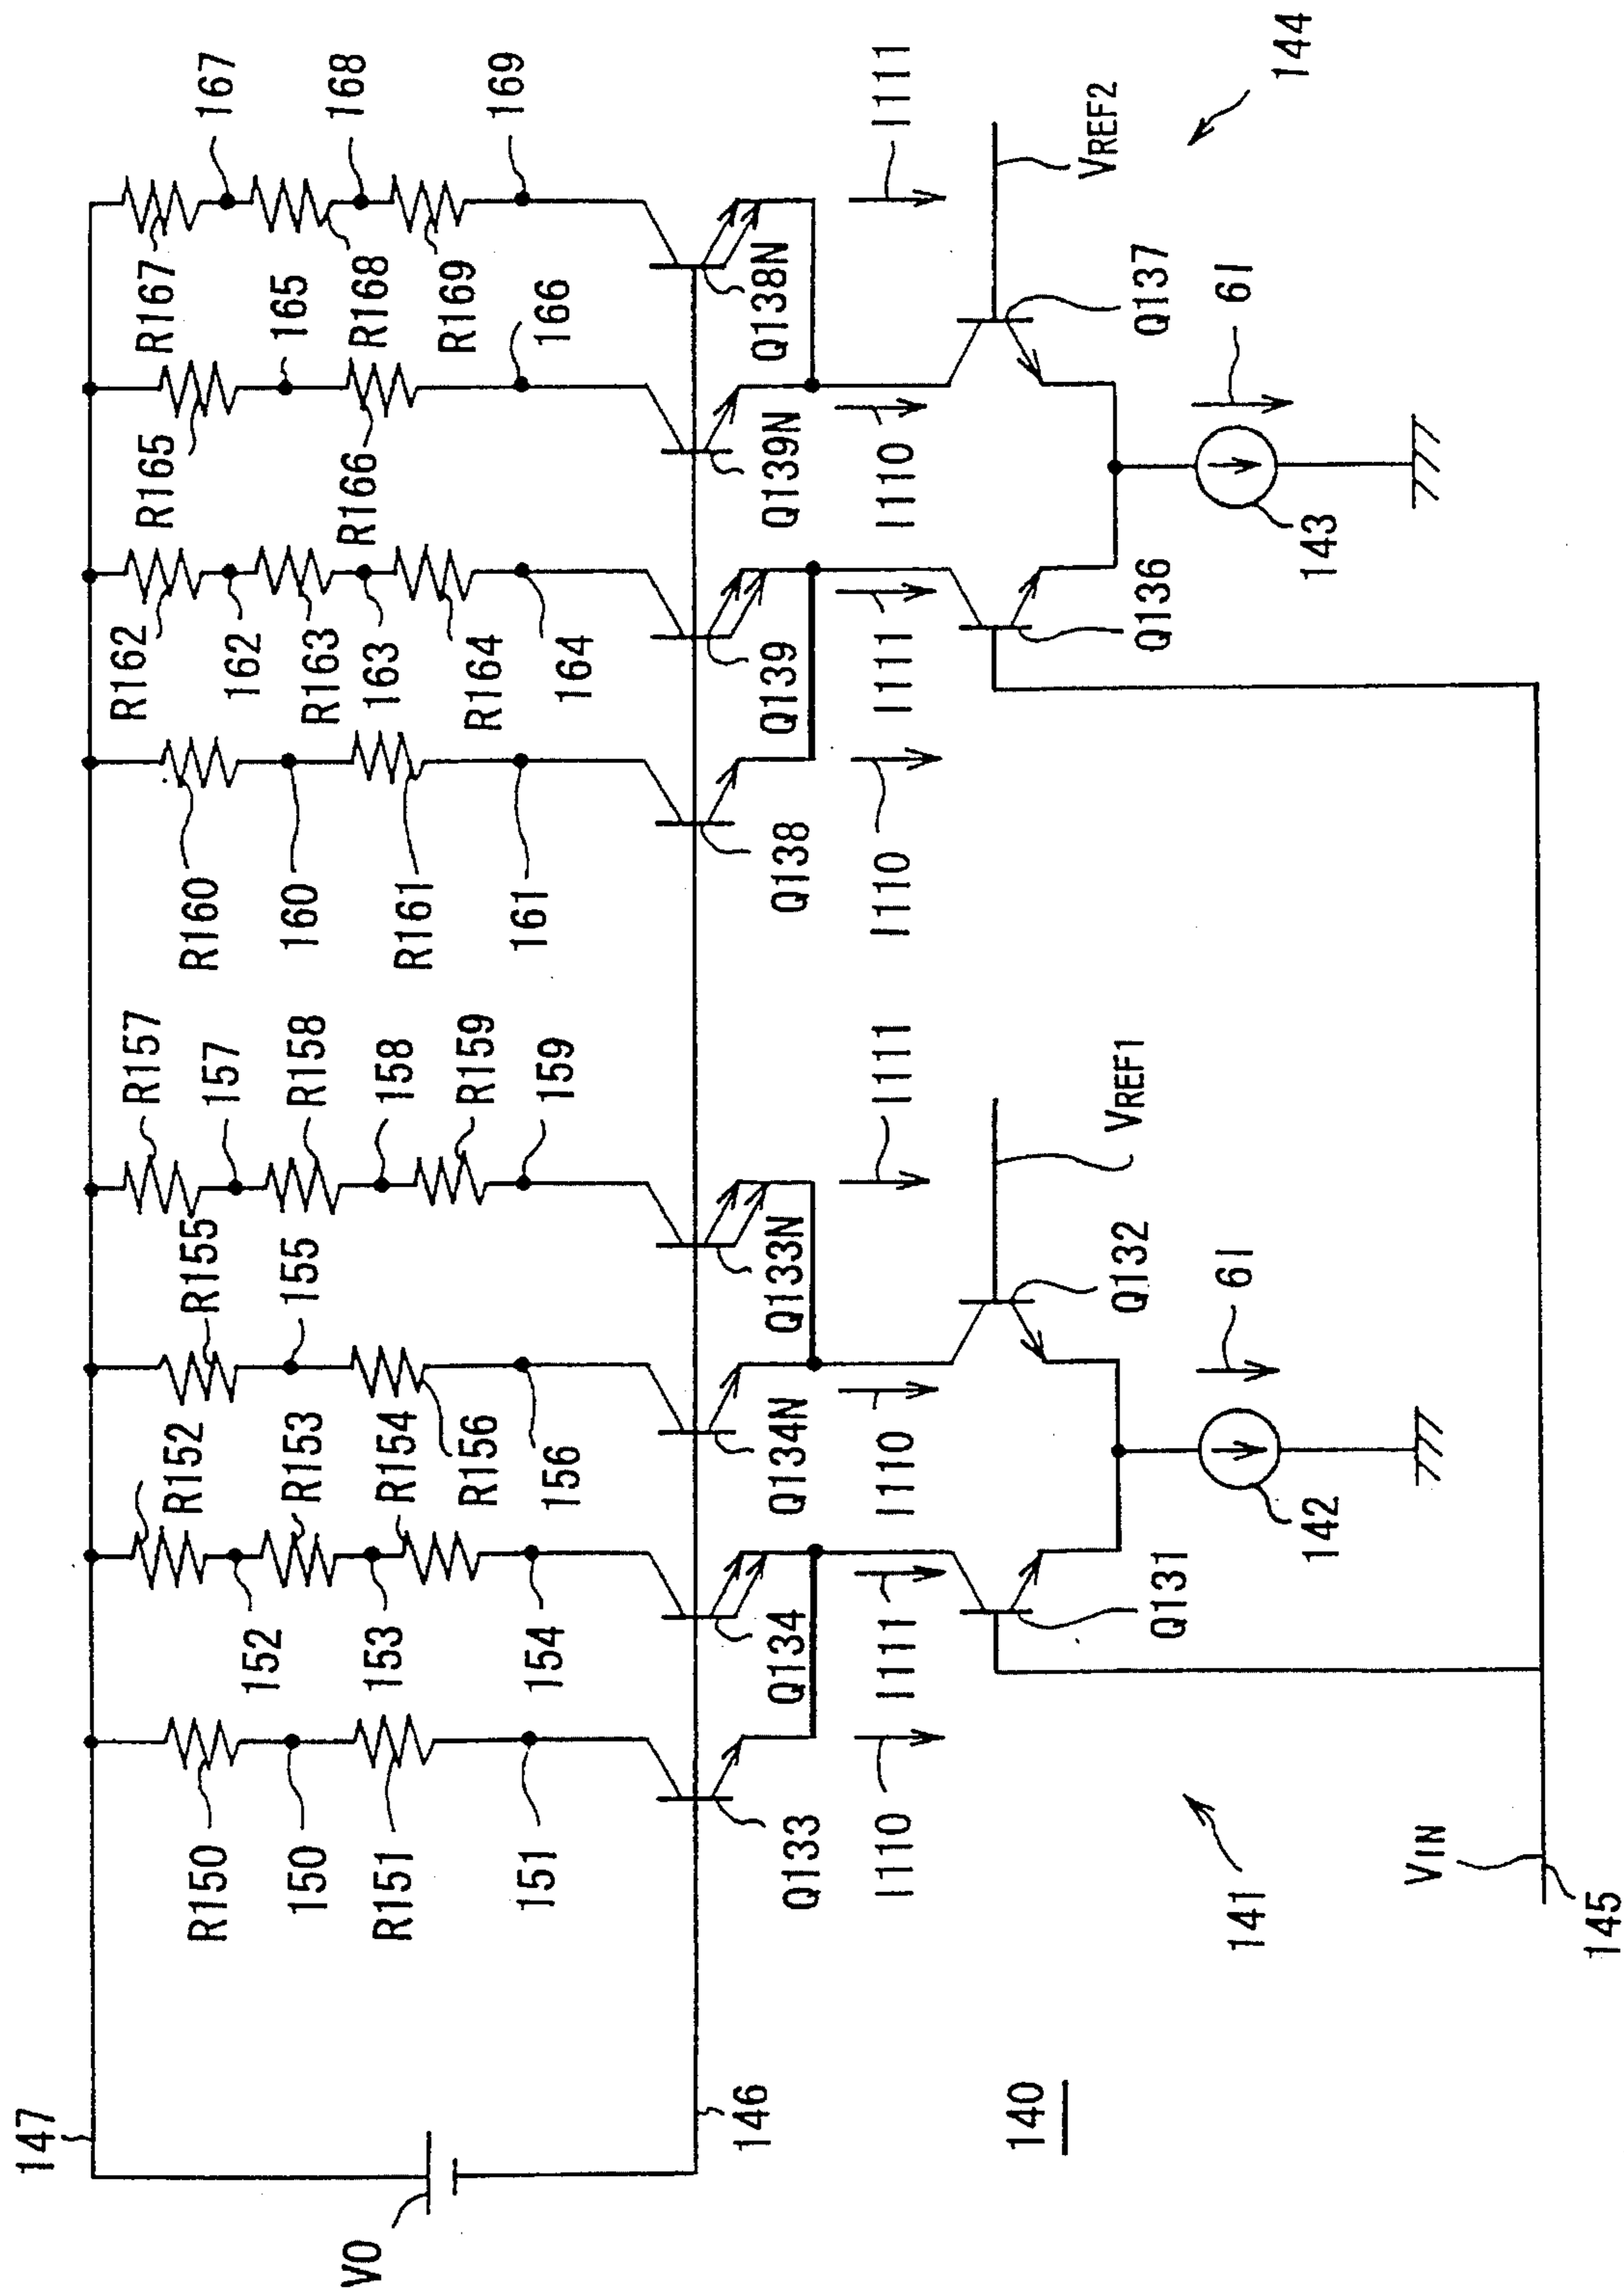 147
V0
146
R150
150
R151
151
Q133
I110
R152
152
R153
153
R154
154
Q134
I111
R155
155
R156
156
Q134N
I110
R157
157
R158
158
R159
159
Q133N
I111
R160
160
R161
161
Q138
I110
R162
162
R163
163
R164
164
Q139
I111
R165
165
R166
166
Q139N
I110
R167
167
R168
168
R169
169
Q138N
I111
Q131
Q132
VREF1
6I
142
141
Q136
Q137
VREF2
6I
143
144
VIN
145
140